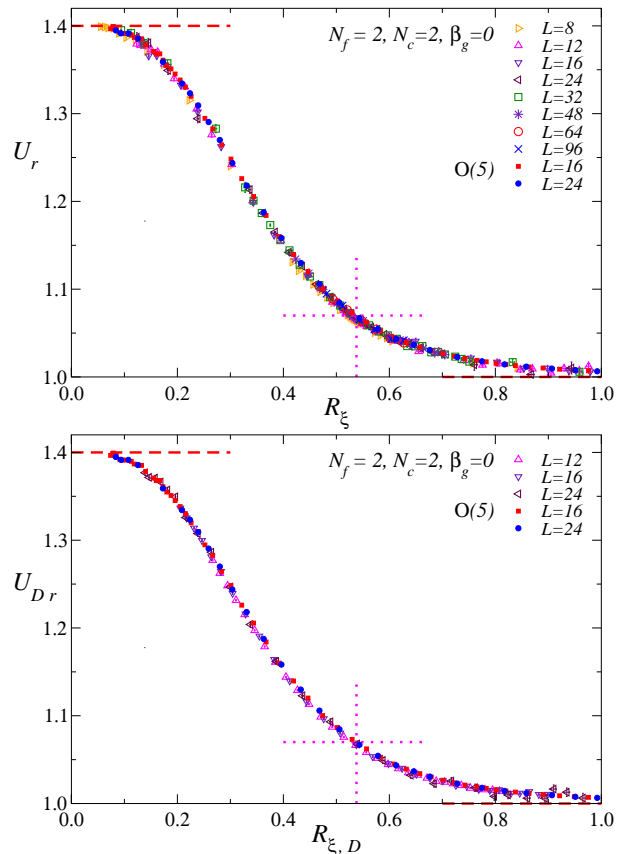 1.4
1.3
1.2
1.1
1.0
U_r
N_f = 2, N_c=2, β_g=0
L=8
L=12
L=16
L=24
L=32
L=48
L=64
L=96
O(5) L=16
L=24
0.0 0.2 0.4 0.6 0.8 1.0
R_ξ
1.4
1.3
1.2
1.1
1.0
U_{D r}
N_f = 2, N_c=2, β_g=0
L=12
L=16
L=24
O(5) L=16
L=24
0.0 0.2 0.4 0.6 0.8 1.0
R_{ξ, D}